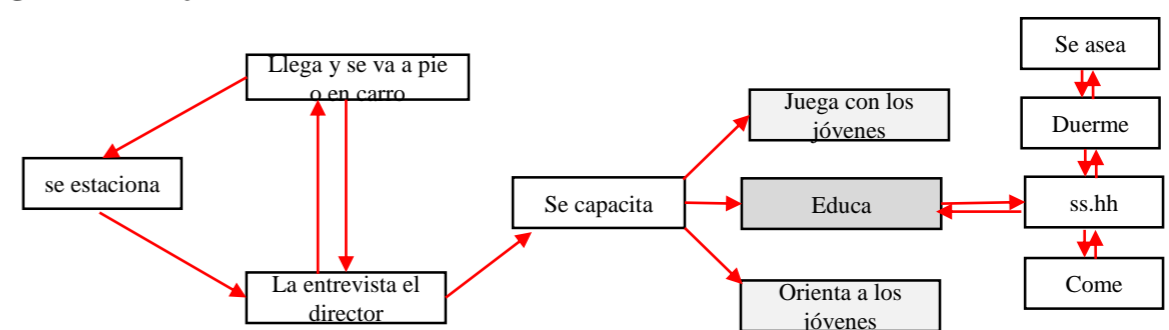 Se asea
Llega y se va a pie
o en carro
Juega con los
jóvenes
Duerme
se estaciona
Se capacita
Educa
ss.hh
La entrevista el
director
Orienta a los
jóvenes
Come